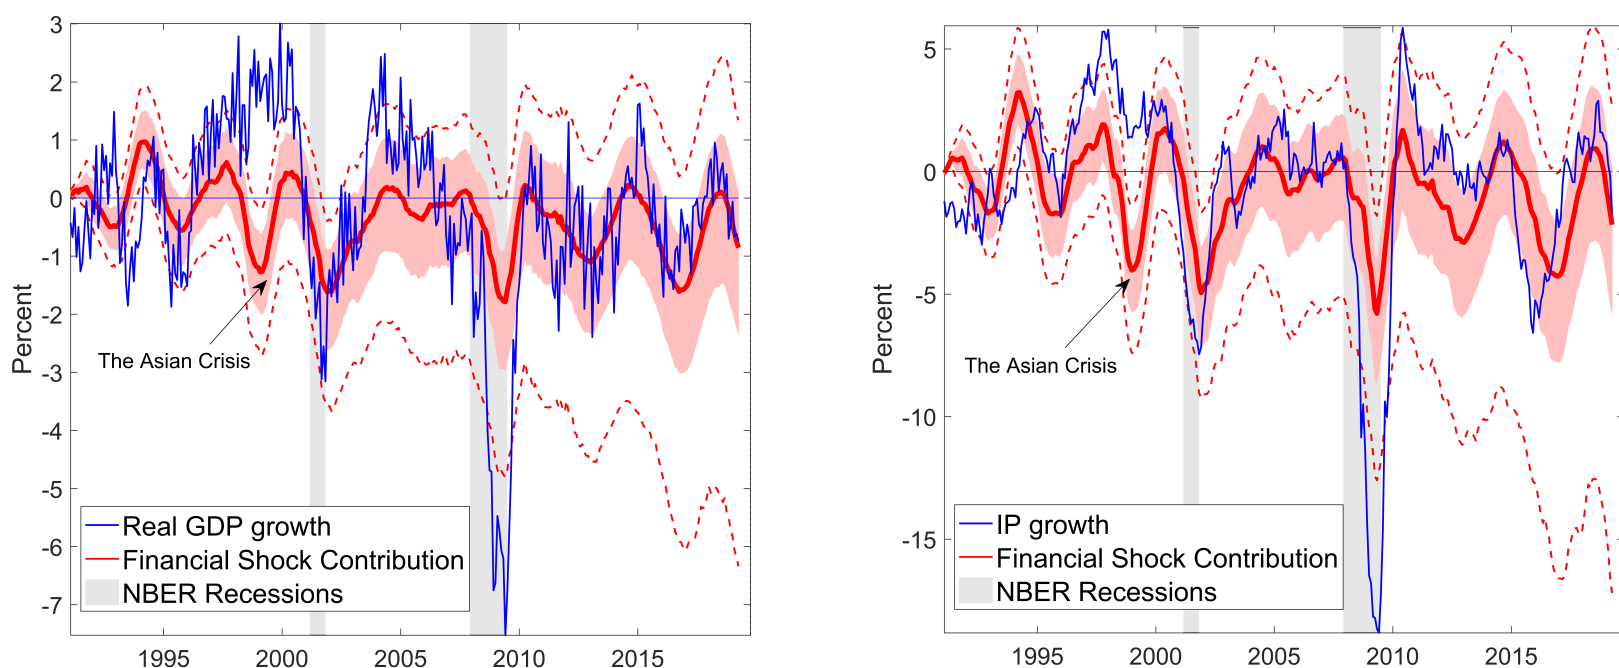 3
2
1
0
-1
-2
-3
-4
-5
-6
-7
Percent
The Asian Crisis
Real GDP growth
Financial Shock Contribution
NBER Recessions
1995 2000 2005 2010 2015
5
0
-5
-10
-15
Percent
The Asian Crisis
IP growth
Financial Shock Contribution
NBER Recessions
1995 2000 2005 2010 2015